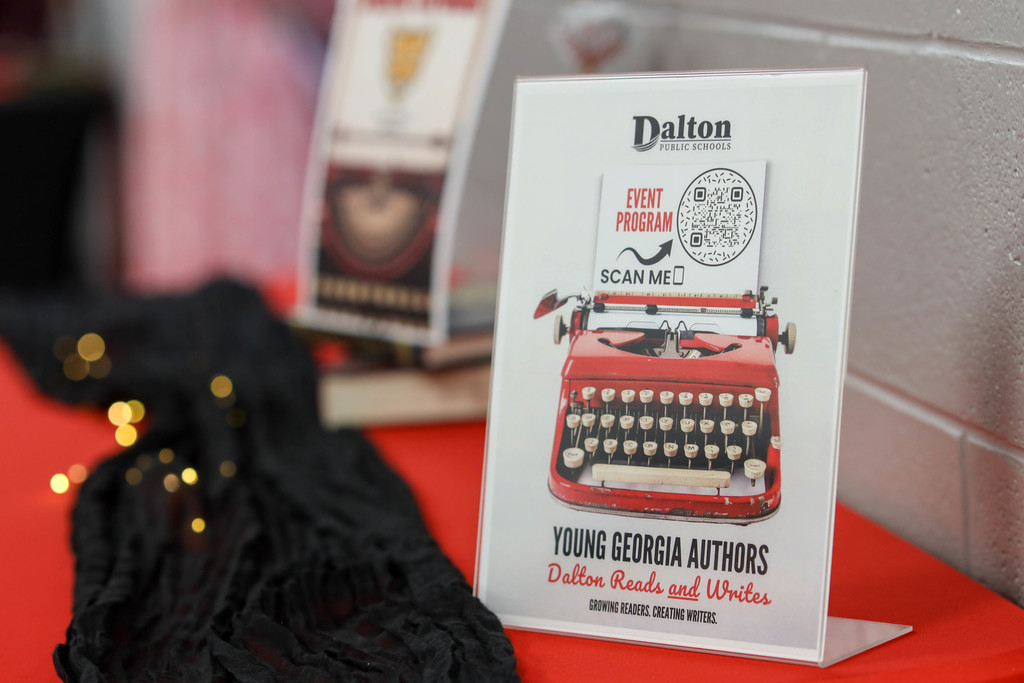 Dalton
PUBLIC SCHOOLS
EVENT
PROGRAM
SCAN ME
YOUNG GEORGIA AUTHORS
Dalton Reads and Writes
GROWING READERS. CREATING WRITERS.